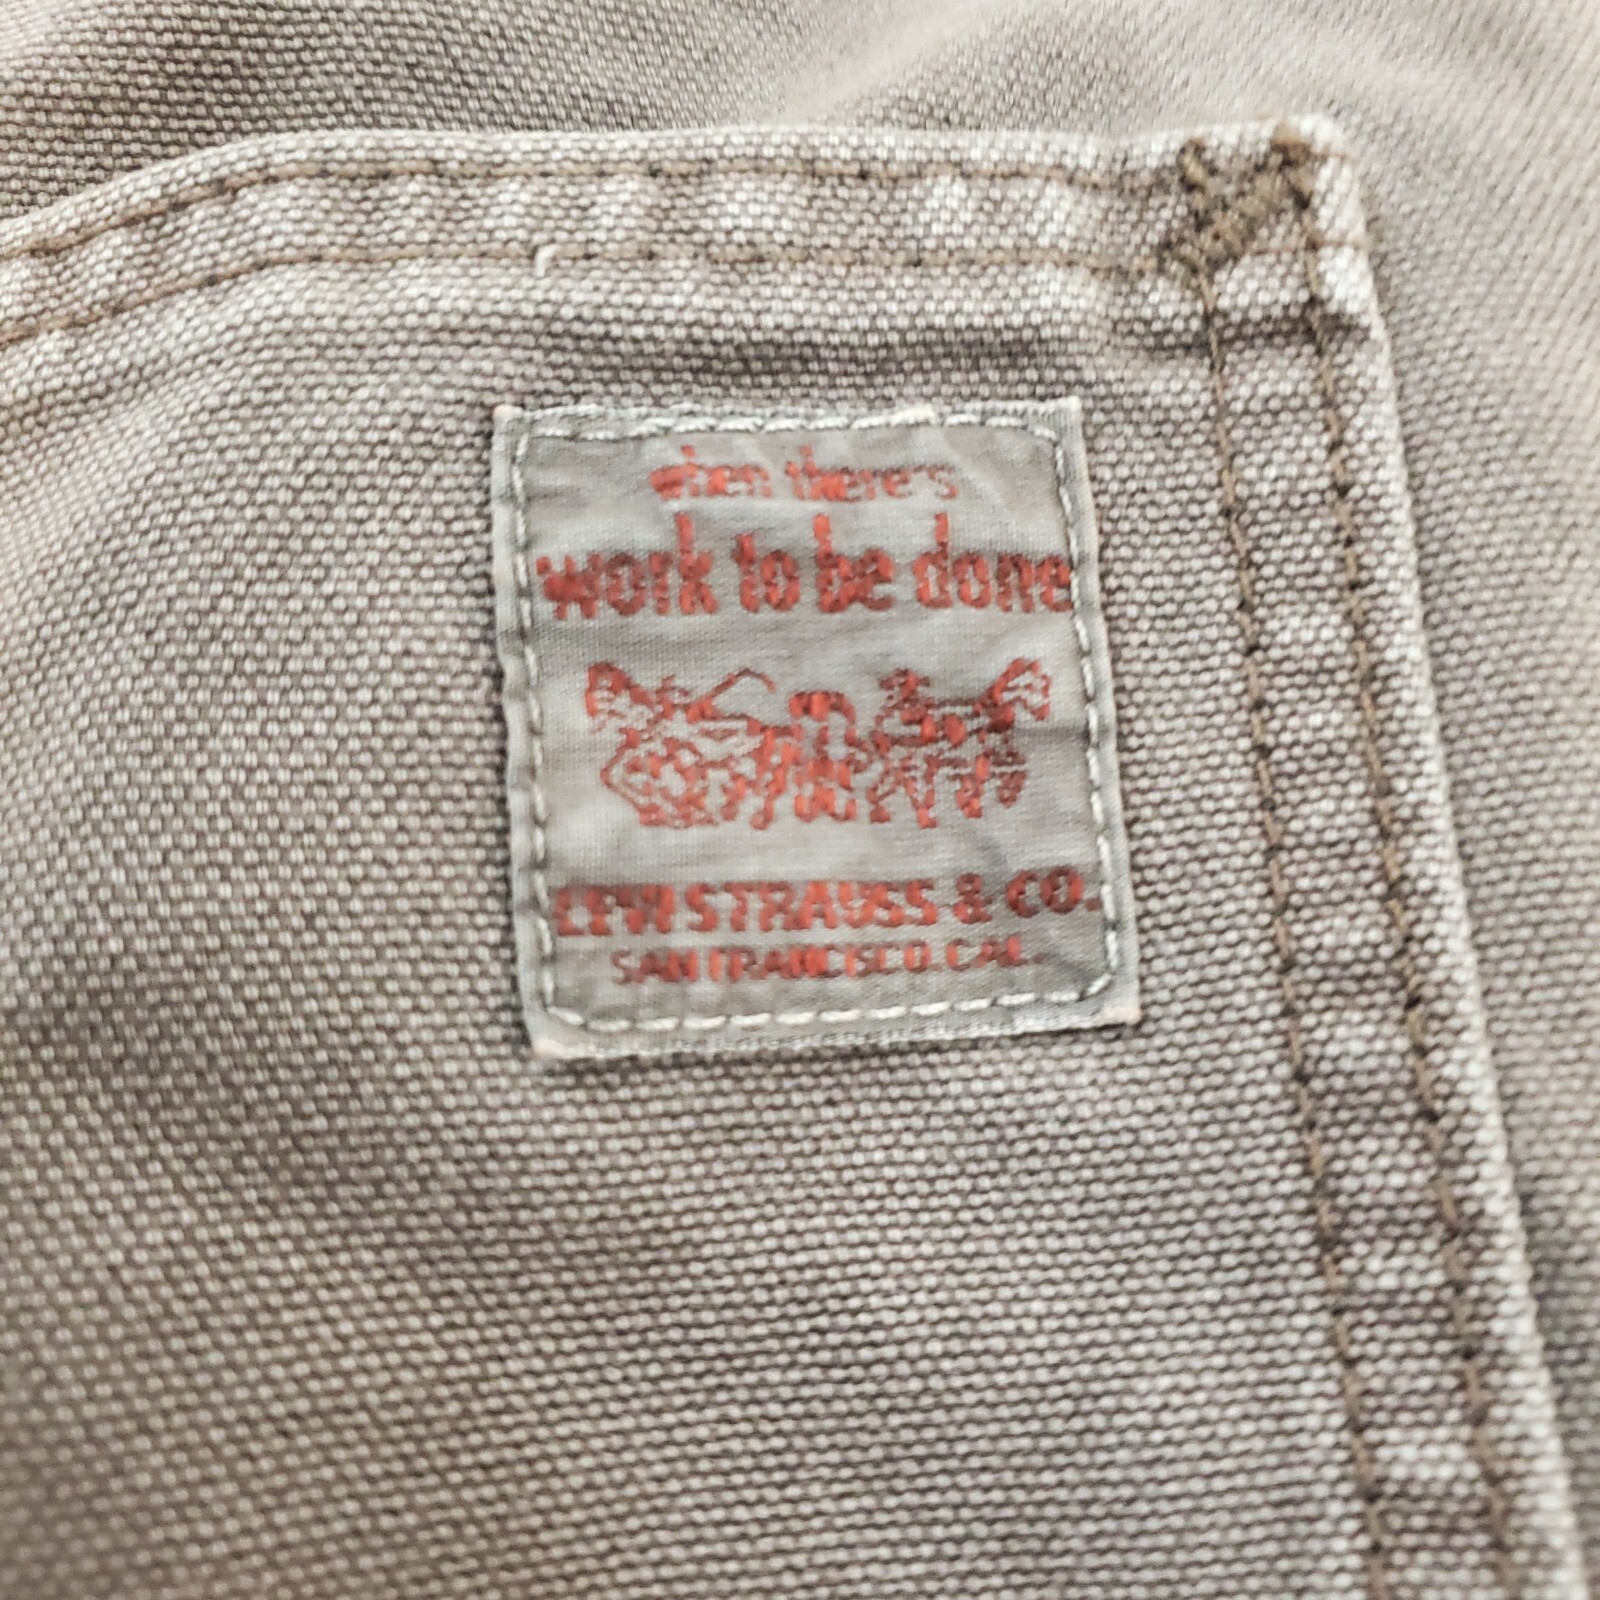 when there's
work to be done
LEVI STRAUSS & CO.
SAN FRANCISCO. CAL.